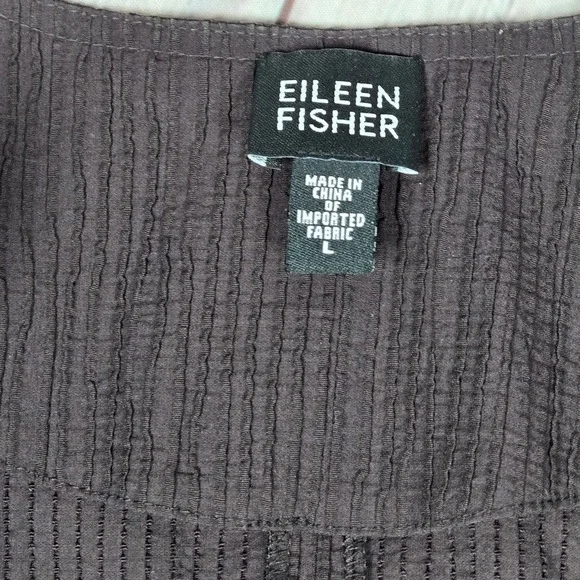 EILEEN
FISHER
MADE IN
CHINA
OF
IMPORTED
FABRIC
L